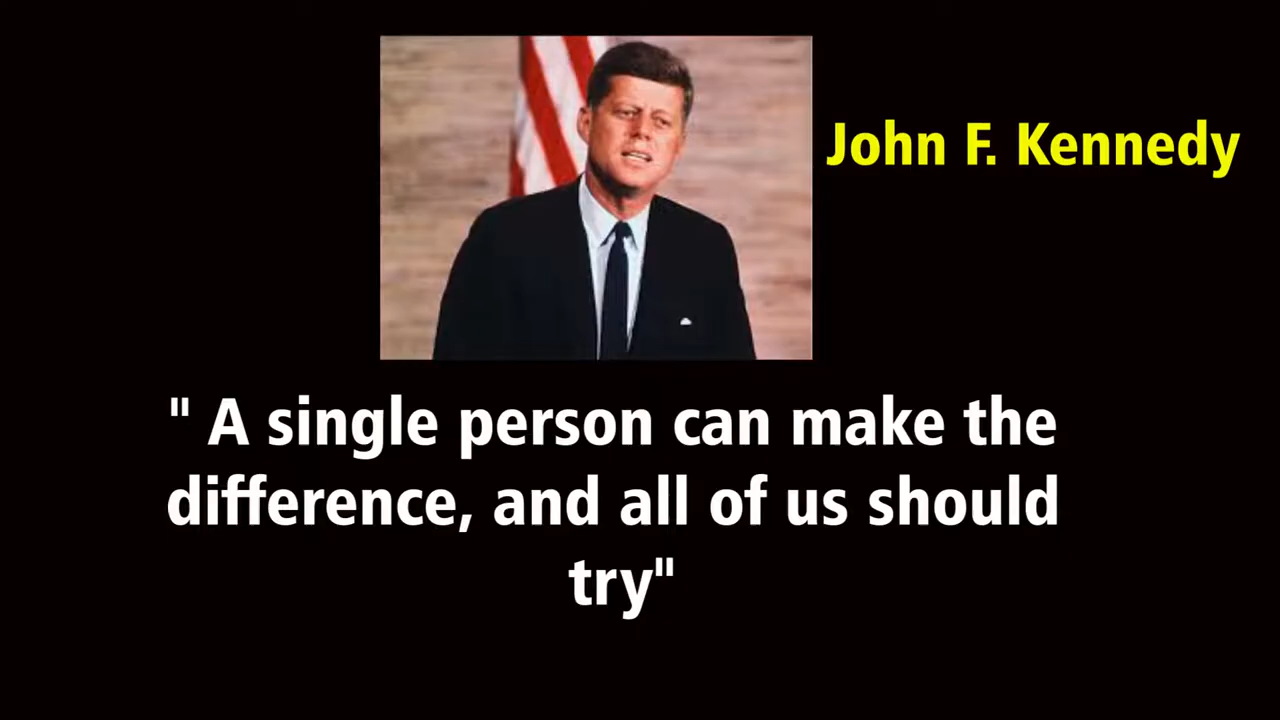 John F. Kennedy
" A single person can make the
difference, and all of us should
try"